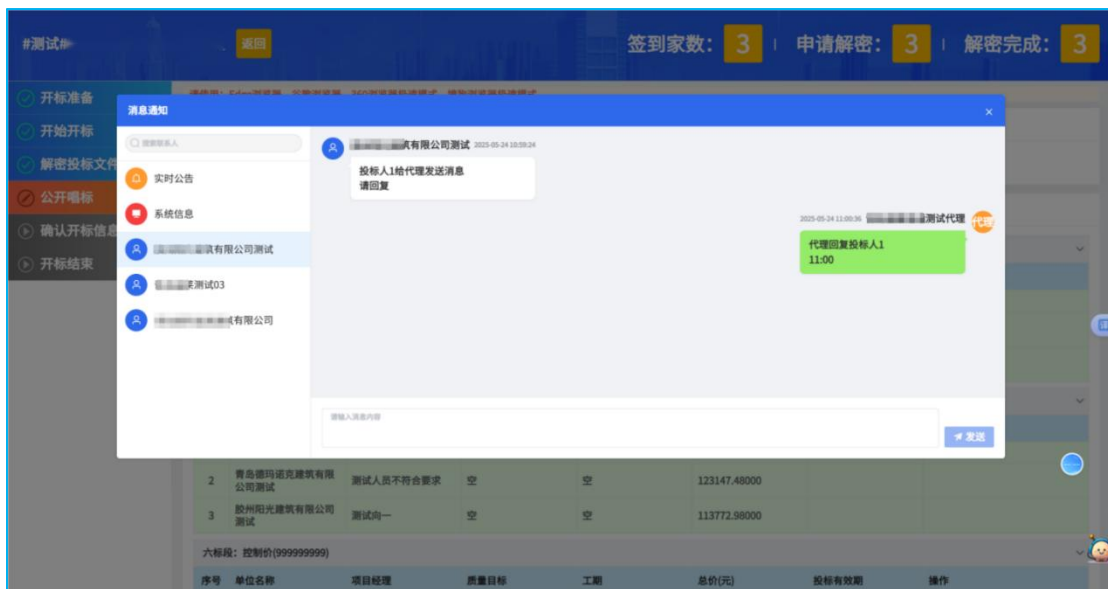 #测试#
返回
签到家数： 3
申请解密： 3
解密完成： 3
开标准备
开始开标
解密投标文件
公开唱标
确认开标信息
开标结束
消息通知
搜索联系人
实时公告
系统信息
有限公司测试
测试03
有限公司
筑有限公司测试 2025-05-24 10:59:24
投标人1给代理发送消息
请回复
2025-05-24 11:00:36 测试代理
代理
代理回复投标人1
11:00
请输入消息内容
发送
2 青岛德玛诺克建筑有限公司测试 测试人员不符合要求 空 空 123147.48000
3 胶州阳光建筑有限公司测试 测试向一 空 空 113772.98000
六标段：控制价(999999999)
序号 单位名称 项目经理 质量目标 工期 总价(元) 投标有效期 操作